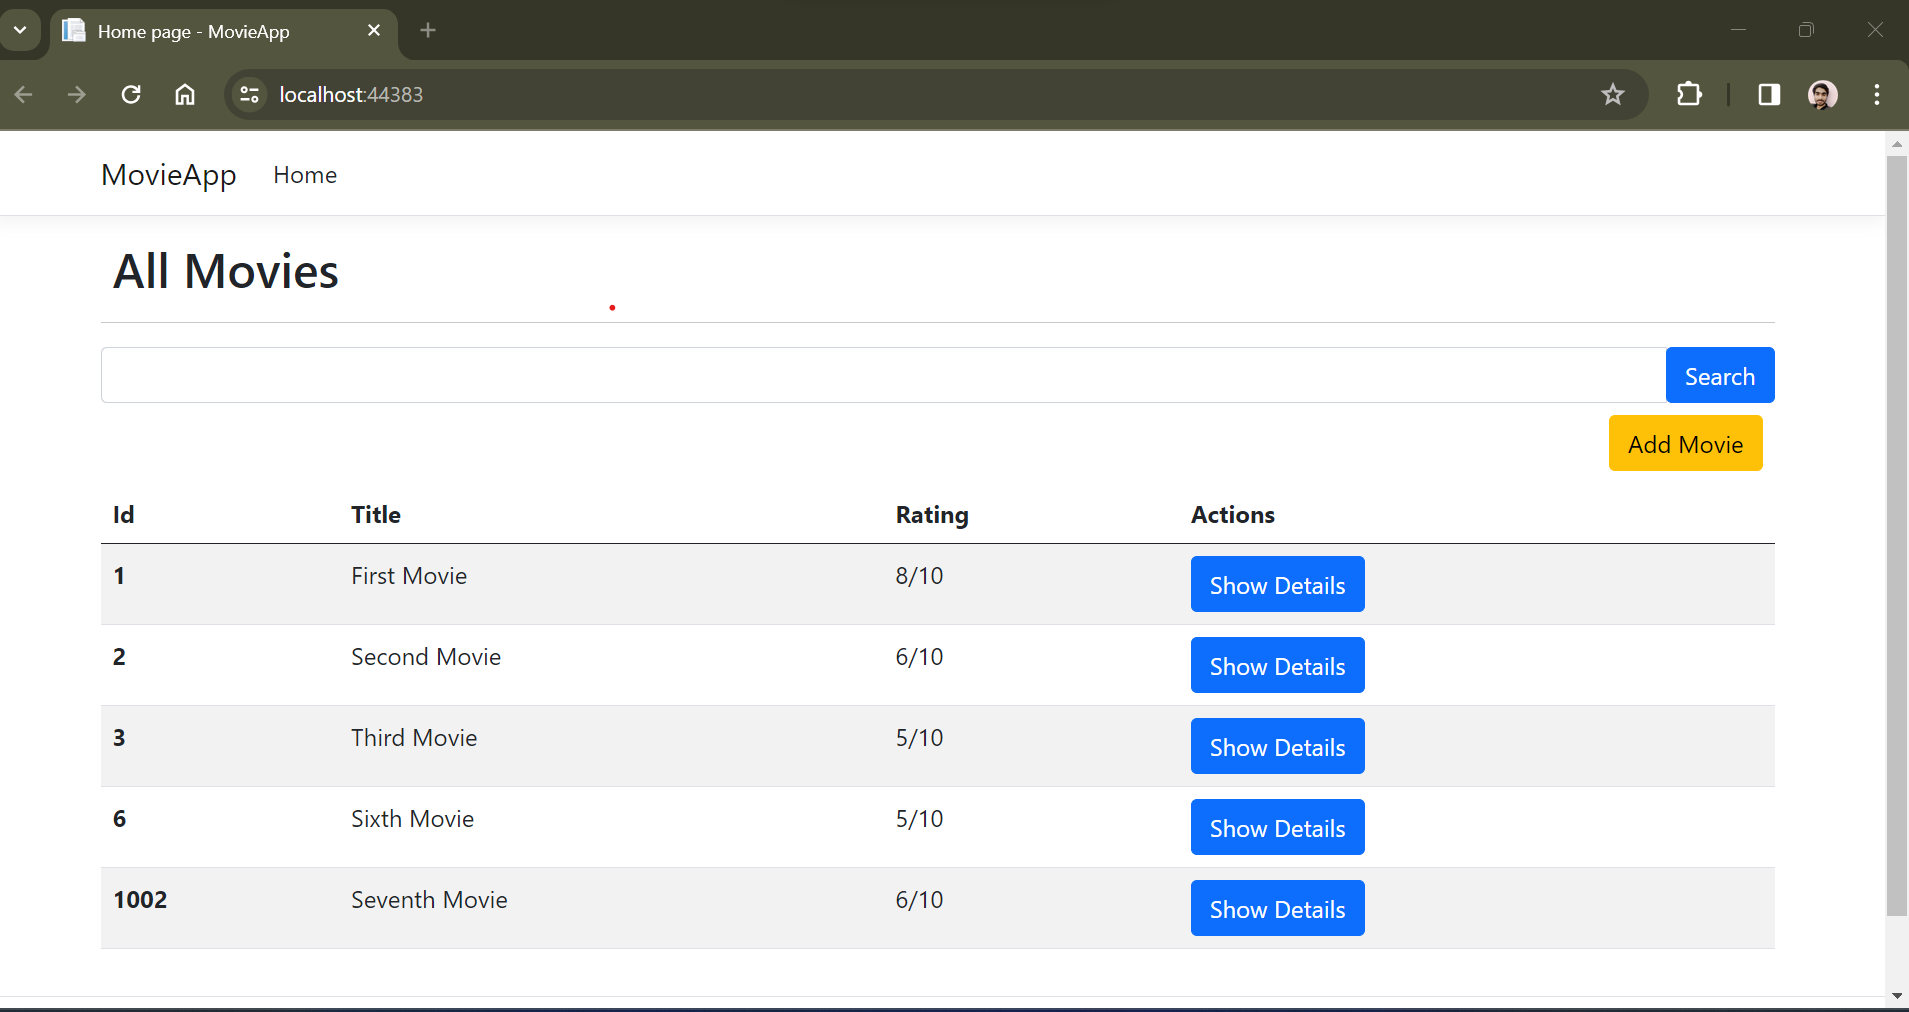 Home page - MovieApp
localhost:44383
MovieApp Home
All Movies
Search
Add Movie
Id Title Rating Actions
1 First Movie 8/10 Show Details
2 Second Movie 6/10 Show Details
3 Third Movie 5/10 Show Details
6 Sixth Movie 5/10 Show Details
1002 Seventh Movie 6/10 Show Details